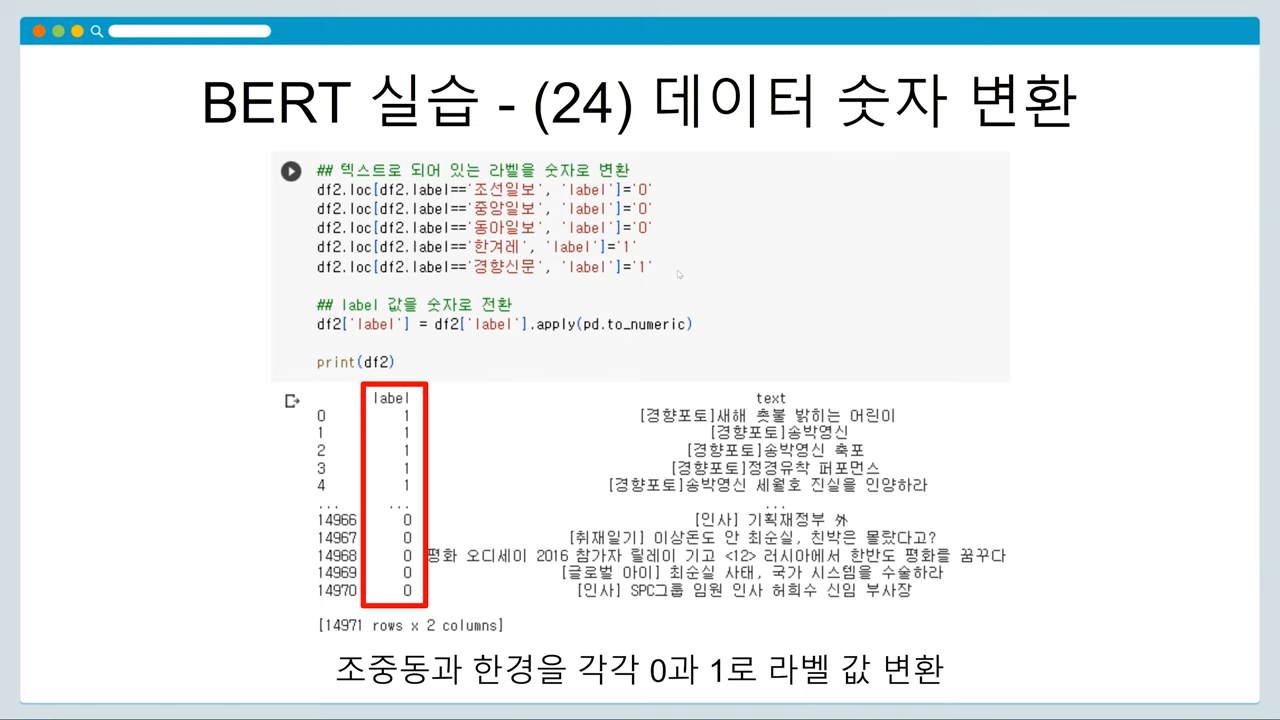 BERT 실습 - (24) 데이터 숫자 변환
## 텍스트로 되어 있는 라벨을 숫자로 변환
df2.loc[df2.label=='조선일보', 'label']='0'
df2.loc[df2.label=='중앙일보', 'label']='0'
df2.loc[df2.label=='동아일보', 'label']='0'
df2.loc[df2.label=='한겨레', 'label']='1'
df2.loc[df2.label=='경향신문', 'label']='1'
## label 값을 숫자로 전환
df2['label'] = df2['label'].apply(pd.to_numeric)
print(df2)
label text
0 1 [경향포토]새해 촛불 밝히는 어린이
1 1 [경향포토]송박영신
2 1 [경향포토]송박영신 축포
3 1 [경향포토]정경유착 퍼포먼스
4 1 [경향포토]송박영신 세월호 진실을 인양하라
... ... ...
14966 0 [인사] 기획재정부 外
14967 0 [취재일기] 이상돈도 안 최순실, 친박은 몰랐다고?
14968 0 평화 오디세이 2016 참가자 릴레이 기고 <12> 러시아에서 한반도 평화를 꿈꾸다
14969 0 [글로벌 아이] 최순실 사태, 국가 시스템을 수술하라
14970 0 [인사] SPC그룹 임원 인사 허희수 신임 부사장
[14971 rows x 2 columns]
조중동과 한경을 각각 0과 1로 라벨 값 변환